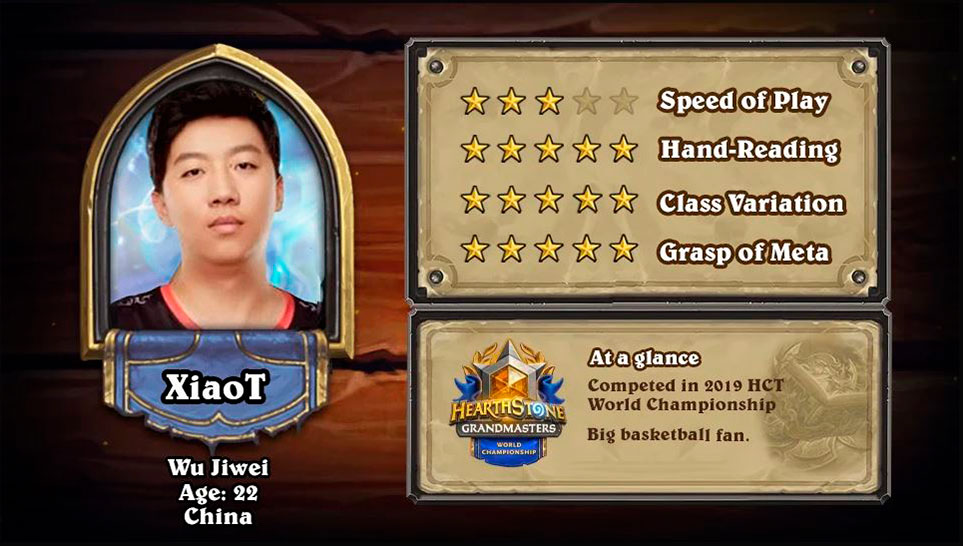 XiaoT
Wu Jiwei
Age: 22
China
Speed of Play
Hand-Reading
Class Variation
Grasp of Meta
HEARTHSTONE
GRANDMASTERS
WORLD
CHAMPIONSHIP
At a glance
Competed in 2019 HCT
World Championship
Big basketball fan.